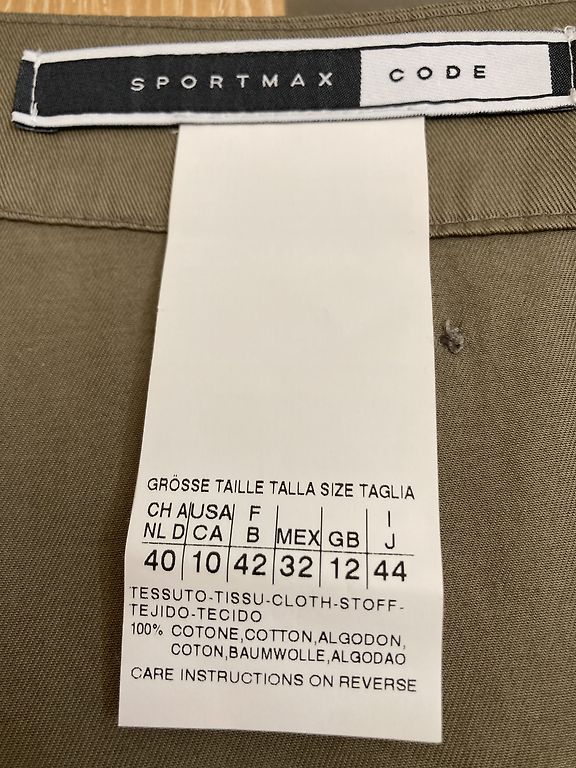 SPORTMAX CODE
GRÖSSE TAILLE TALLA SIZE TAGLIA
CH A USA F I
NL D CA B MEX GB J
40 10 42 32 12 44
TESSUTO-TISSU-CLOTH-STOFF-
TEJIDO-TECIDO
100% COTONE,COTTON,ALGODON,
COTON,BAUMWOLLE,ALGODAO
CARE INSTRUCTIONS ON REVERSE